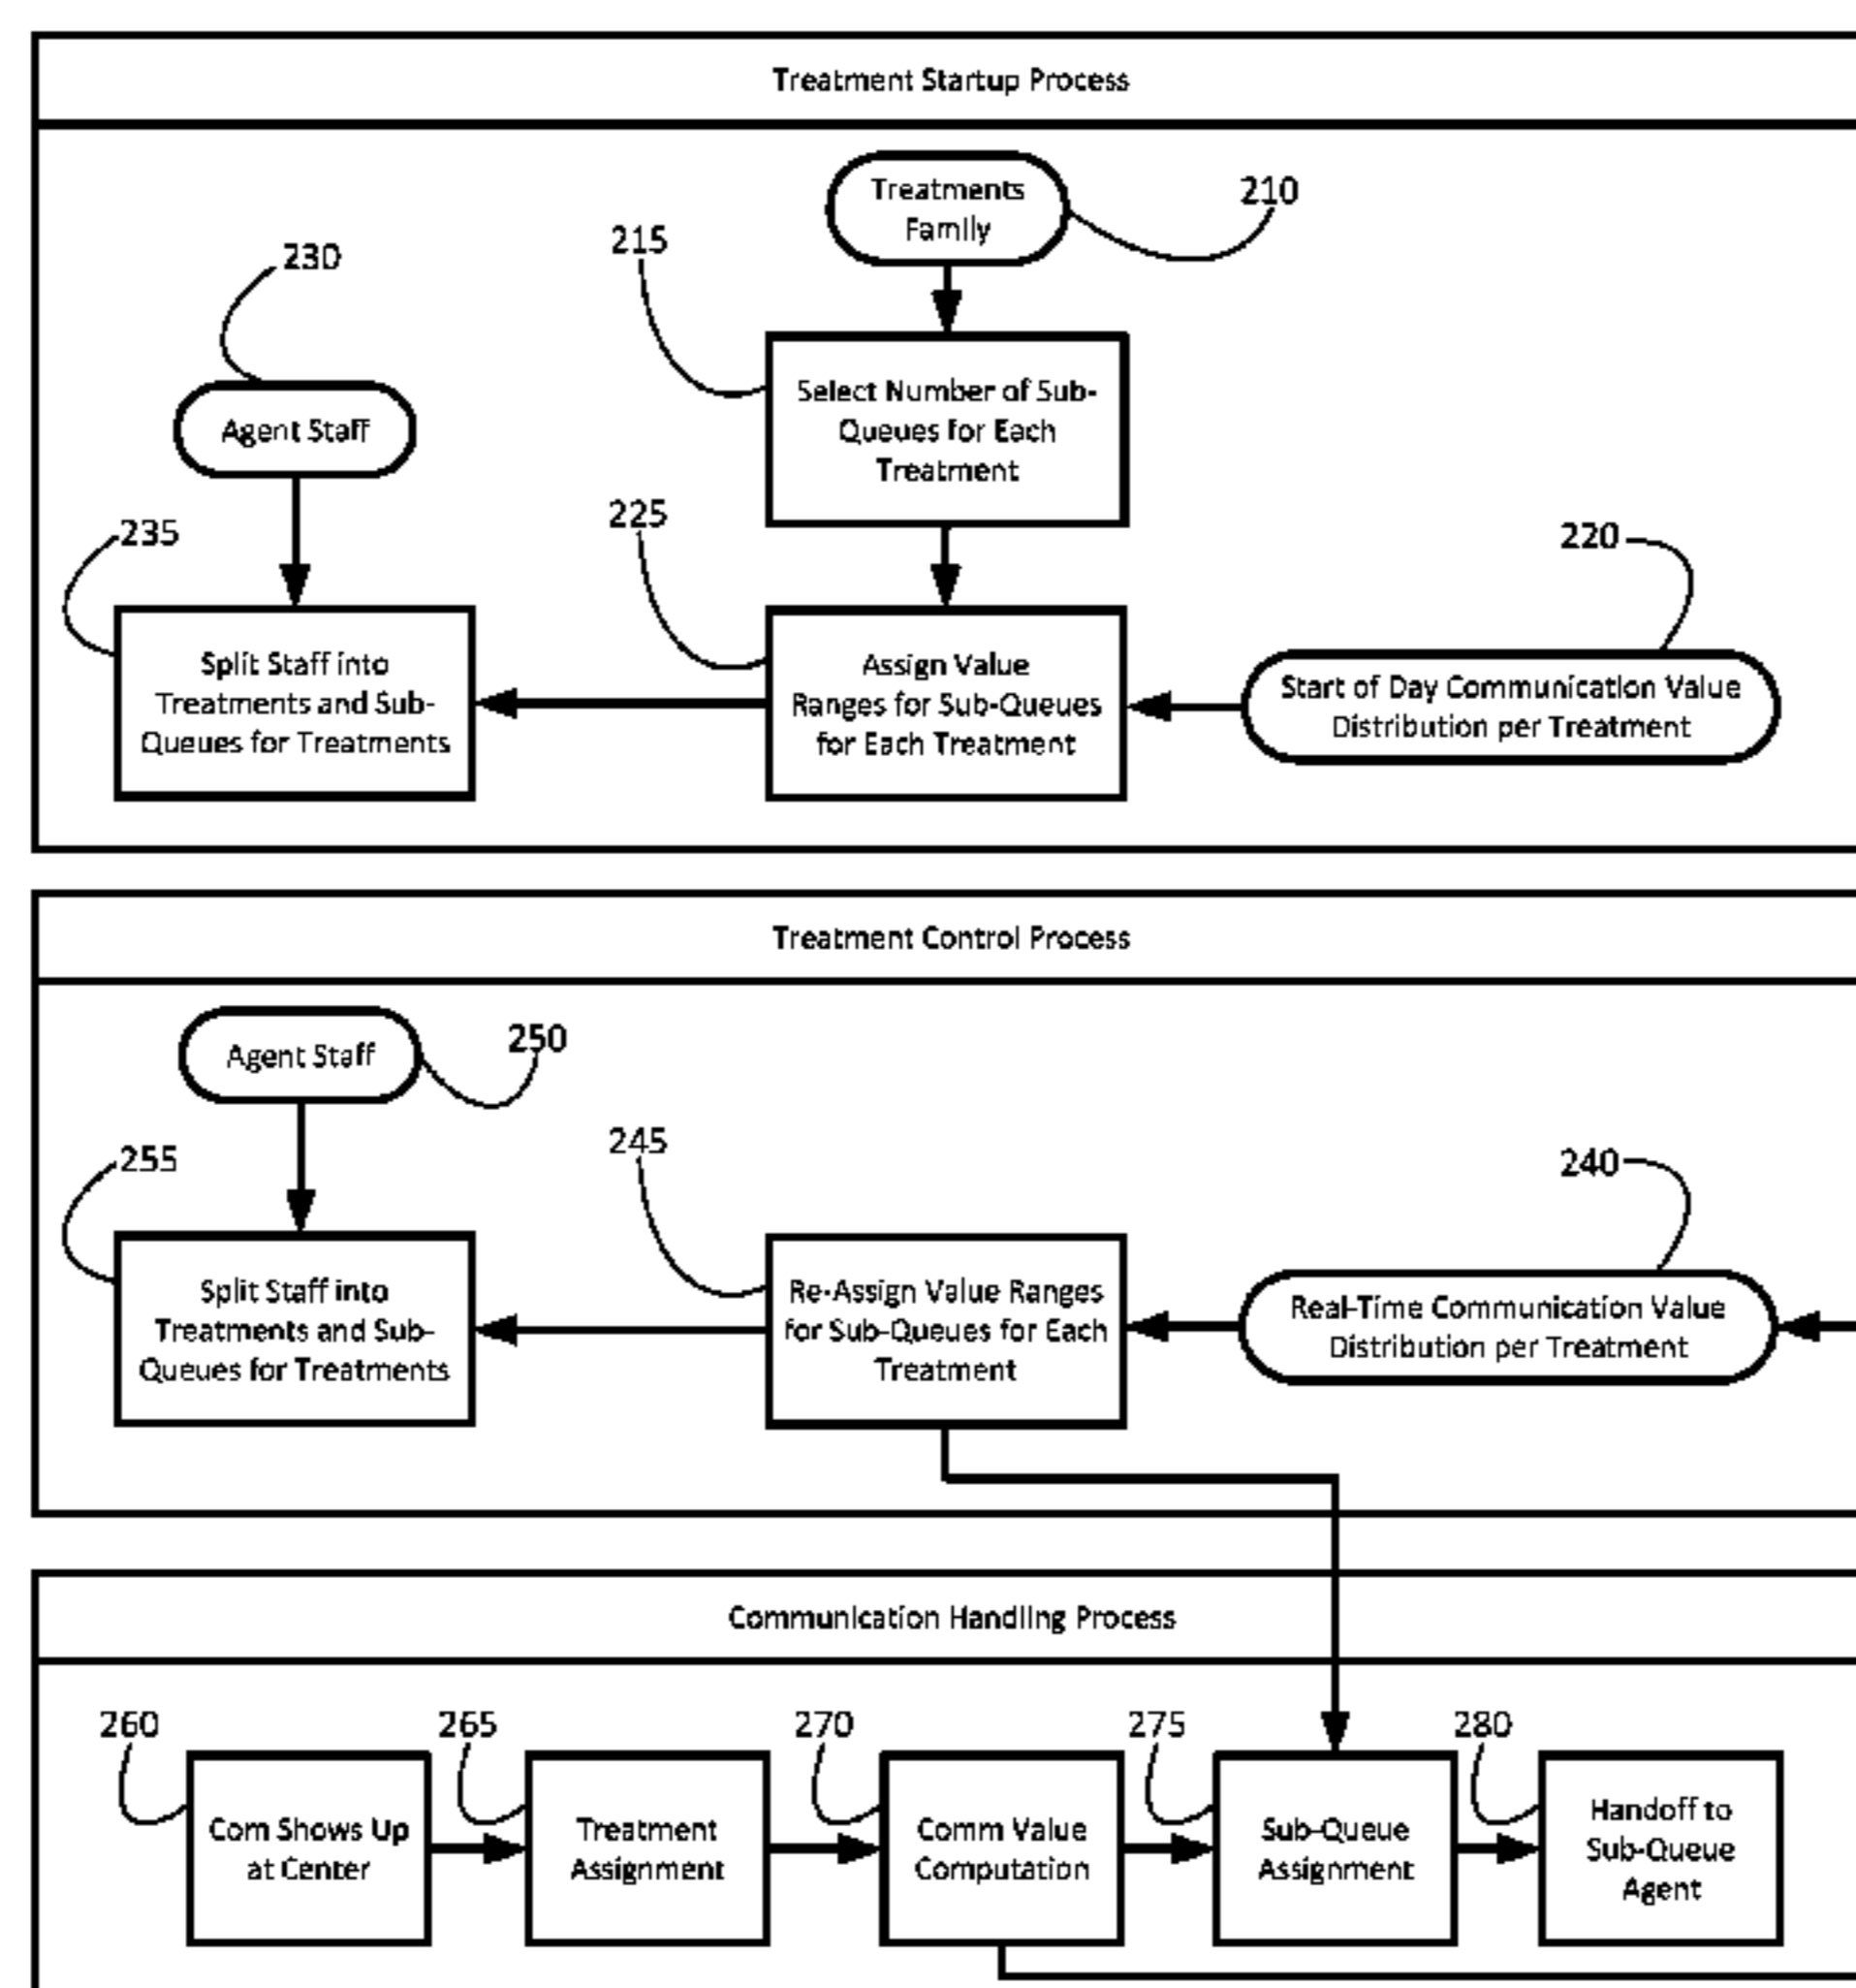 Treatment Startup Process
Treatments
Family
210
215
230
Select Number of Sub-
Queues for Each
Treatment
Agent Staff
225
235
220
Split Staff into
Treatments and Sub-
Queues for Treatments
Assign Value
Ranges for Sub-Queues
for Each Treatment
Start of Day Communication Value
Distribution per Treatment
Treatment Control Process
Agent Staff
250
245
255
240
Split Staff into
Treatments and Sub-
Queues for Treatments
Re-Assign Value Ranges
for Sub-Queues for Each
Treatment
Real-Time Communication Value
Distribution per Treatment
Communication Handling Process
260
265
270
275
280
Com Shows Up
at Center
Treatment
Assignment
Comm Value
Computation
Sub-Queue
Assignment
Handoff to
Sub-Queue
Agent